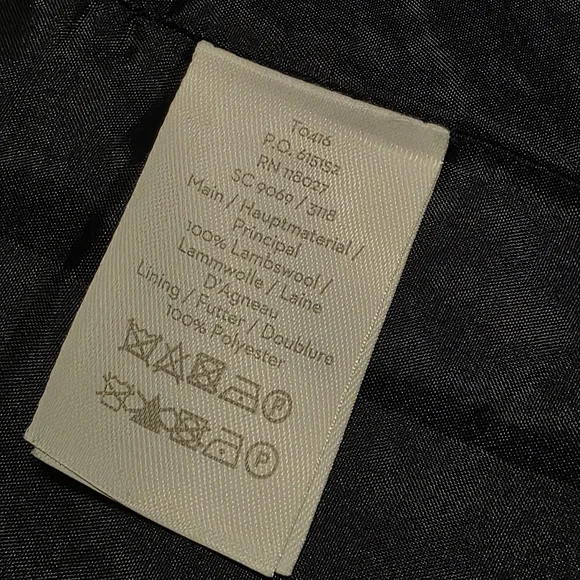 T0416
P.O. 615152
RN 118027
SC 9069 / 3118
Main / Hauptmaterial /
Principal
100% Lambswool /
Lammwolle / Laine
D'Agneau
Lining / Futter / Doublure
100% Polyester
P
P